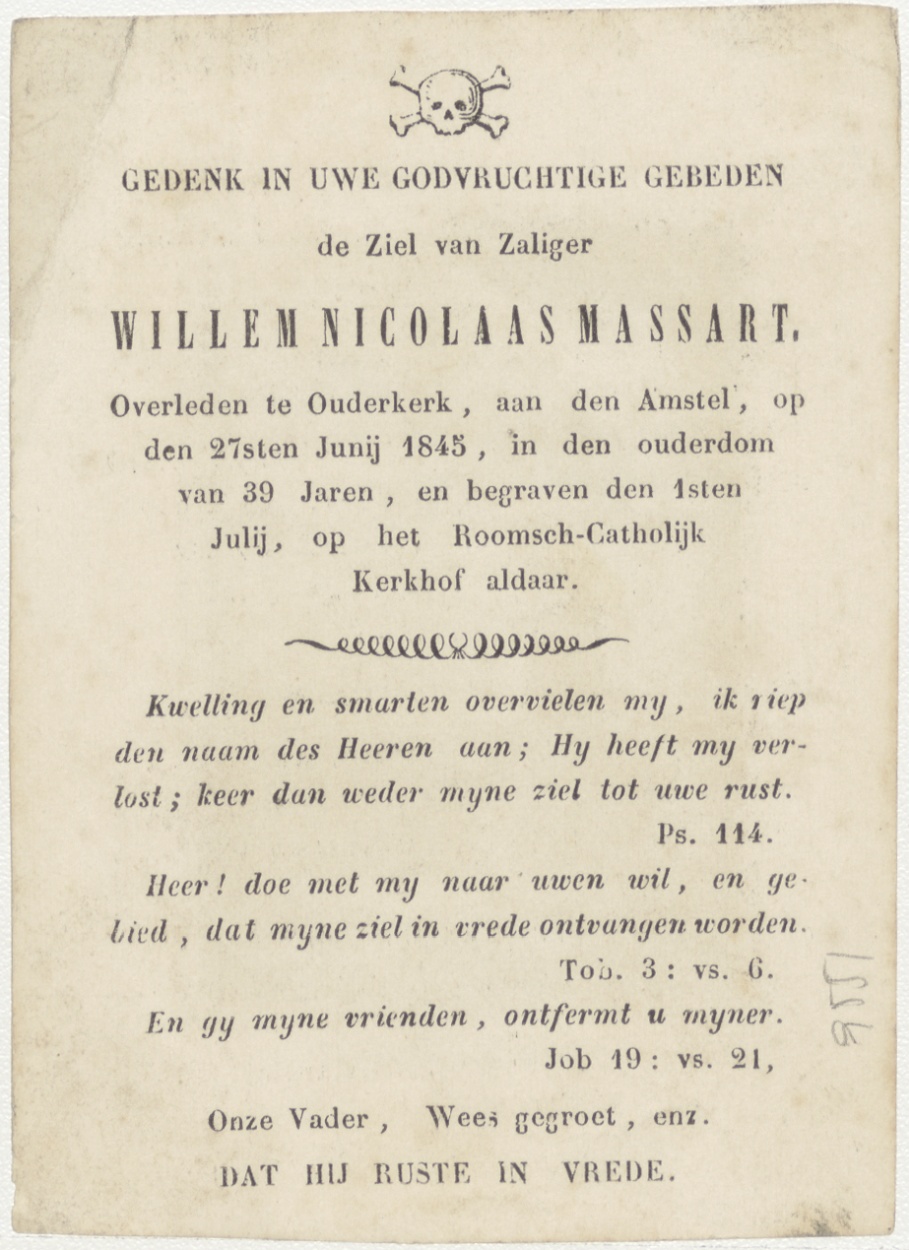 GEDENK IN UWE GODVRUCHTIGE GEBEDEN
de Ziel van Zaliger
WILLEM NICOLAAS MASSART.
Overleden te Ouderkerk, aan den Amstel, op
den 27sten Junij 1845, in den ouderdom
van 39 Jaren, en begraven den 1sten
Julij, op het Roomsch-Catholijk
Kerkhof aldaar.
Kwelling en smarten overvielen my, ik riep
den naam des Heeren aan; Hy heeft my ver-
lost; keer dan weder myne ziel tot uwe rust.
Ps. 114.
Heer! doe met my naar uwen wil, en ge-
bied, dat myne ziel in vrede ontvangen worden.
Tob. 3: vs. 6.
En gy myne vrienden, ontfermt u myner.
Job 19: vs. 21,
Onze Vader, Wees gegroet, enz.
DAT HIJ RUSTE IN VREDE.